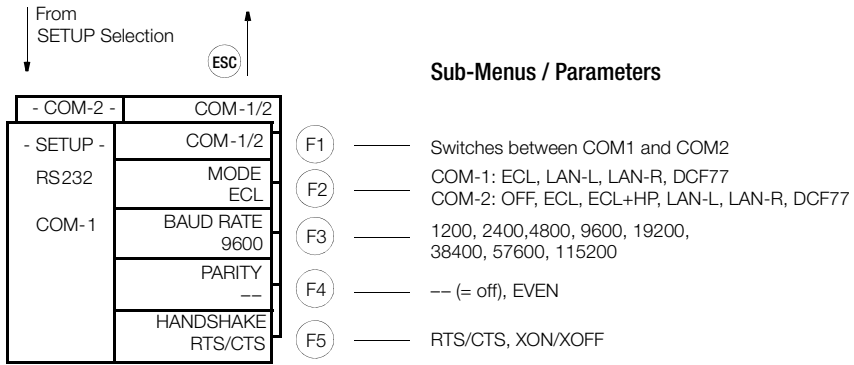 From
SETUP Selection
ESC
Sub-Menus / Parameters
- COM-2 -
COM-1/2
- SETUP -
RS232
COM-1
COM-1/2
F1
Switches between COM1 and COM2
MODE
ECL
F2
COM-1: ECL, LAN-L, LAN-R, DCF77
COM-2: OFF, ECL, ECL+HP, LAN-L, LAN-R, DCF77
BAUD RATE
9600
F3
1200, 2400,4800, 9600, 19200,
38400, 57600, 115200
PARITY
––
F4
–– (= off), EVEN
HANDSHAKE
RTS/CTS
F5
RTS/CTS, XON/XOFF